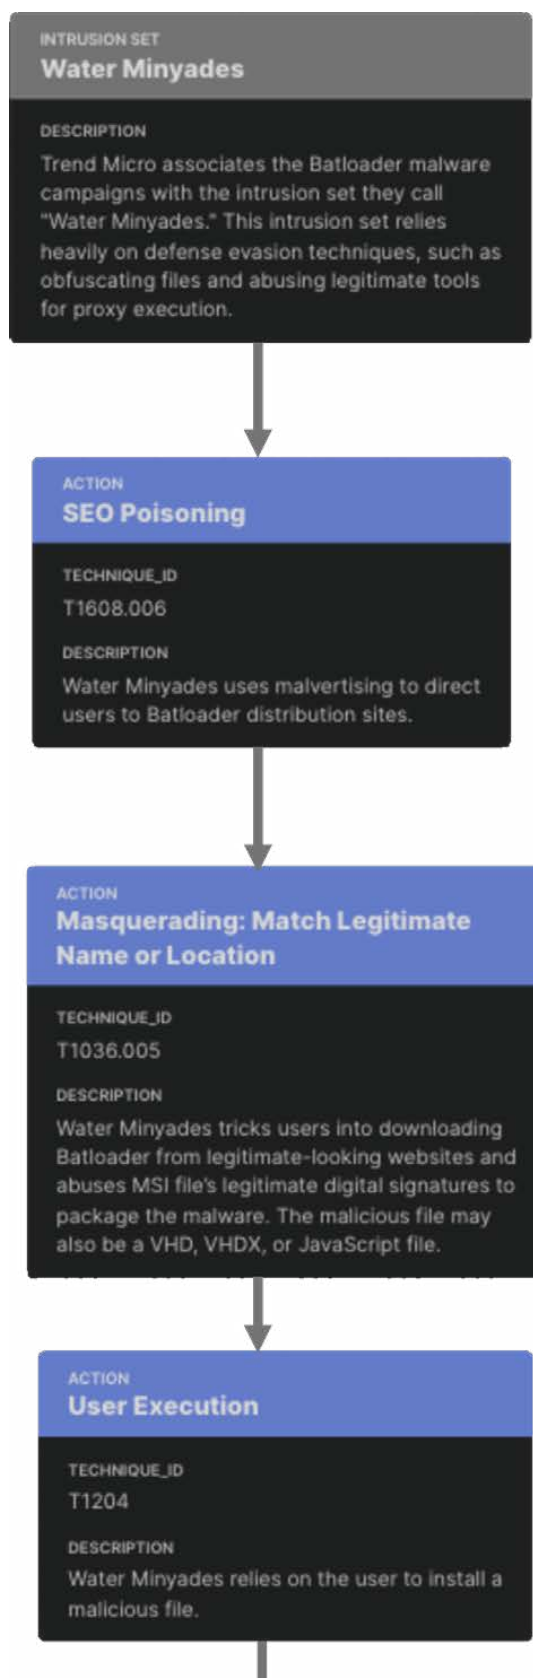 INTRUSION SET
Water Minyades
DESCRIPTION
Trend Micro associates the Batloader malware
campaigns with the intrusion set they call
"Water Minyades." This intrusion set relies
heavily on defense evasion techniques, such as
obfuscating files and abusing legitimate tools
for proxy execution.
ACTION
SEO Poisoning
TECHNIQUE_ID
T1608.006
DESCRIPTION
Water Minyades uses malvertising to direct
users to Batloader distribution sites.
ACTION
Masquerading: Match Legitimate
Name or Location
TECHNIQUE_ID
T1036.005
DESCRIPTION
Water Minyades tricks users into downloading
Batloader from legitimate-looking websites and
abuses MSI file's legitimate digital signatures to
package the malware. The malicious file may
also be a VHD, VHDX, or JavaScript file.
ACTION
User Execution
TECHNIQUE_ID
T1204
DESCRIPTION
Water Minyades relies on the user to install a
malicious file.